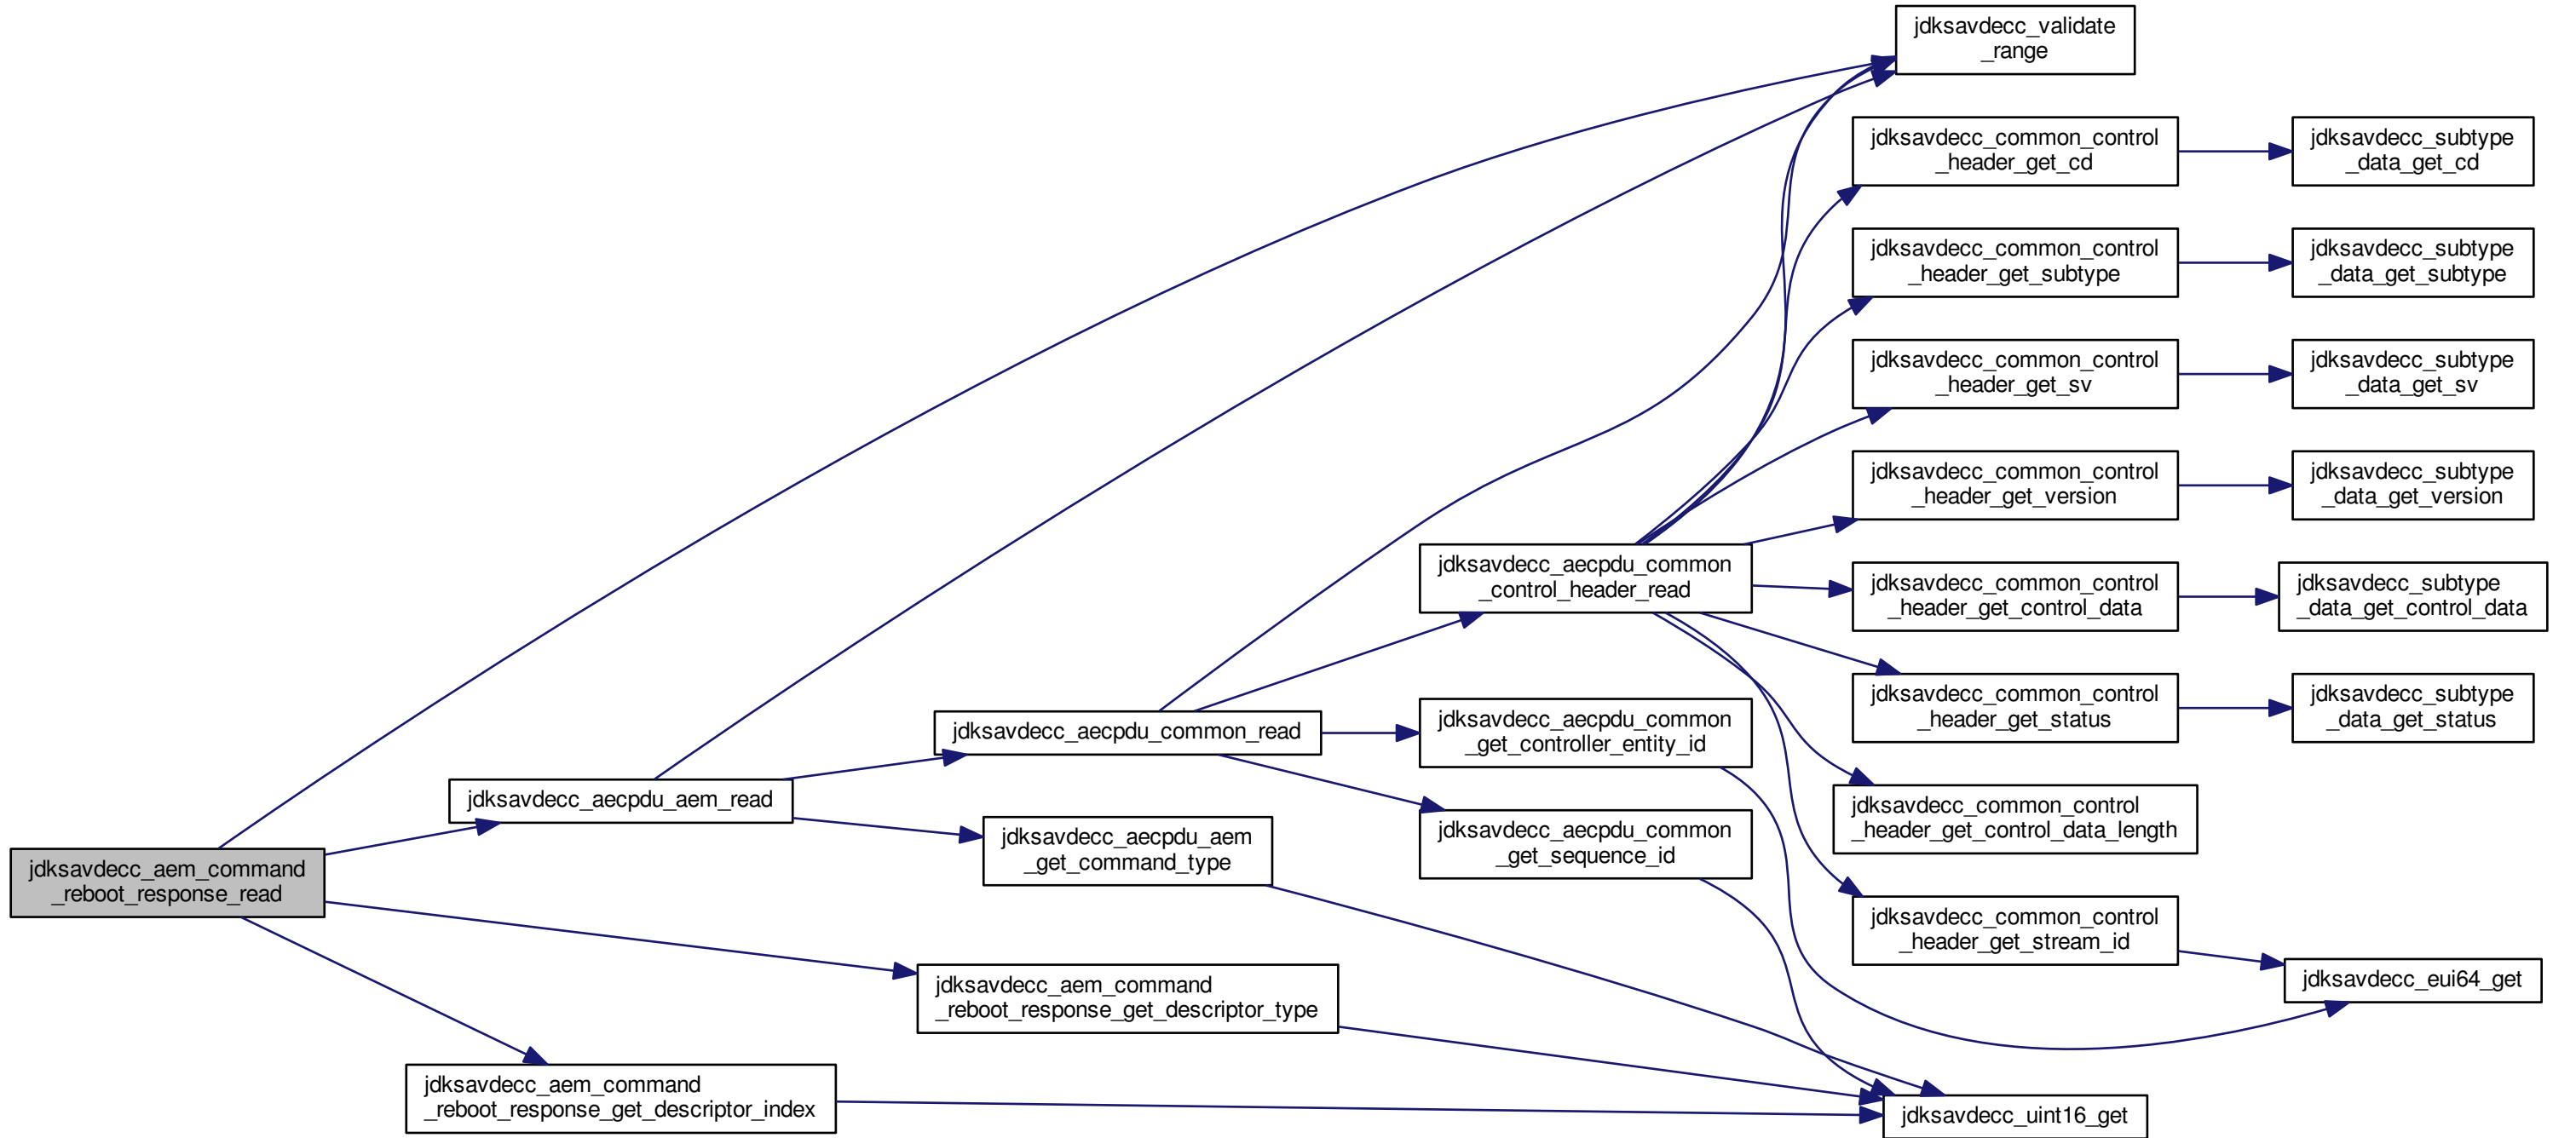 jdksavdecc_validate
_range
jdksavdecc_common_control
_header_get_cd
jdksavdecc_subtype
_data_get_cd
jdksavdecc_common_control
_header_get_subtype
jdksavdecc_subtype
_data_get_subtype
jdksavdecc_common_control
_header_get_sv
jdksavdecc_subtype
_data_get_sv
jdksavdecc_common_control
_header_get_version
jdksavdecc_subtype
_data_get_version
jdksavdecc_aecpdu_common
_control_header_read
jdksavdecc_common_control
_header_get_control_data
jdksavdecc_subtype
_data_get_control_data
jdksavdecc_common_control
_header_get_status
jdksavdecc_subtype
_data_get_status
jdksavdecc_aecpdu_common_read
jdksavdecc_aecpdu_common
_get_controller_entity_id
jdksavdecc_aecpdu_aem_read
jdksavdecc_common_control
_header_get_control_data_length
jdksavdecc_aecpdu_aem
_get_command_type
jdksavdecc_aecpdu_common
_get_sequence_id
jdksavdecc_aem_command
_reboot_response_read
jdksavdecc_common_control
_header_get_stream_id
jdksavdecc_eui64_get
jdksavdecc_aem_command
_reboot_response_get_descriptor_type
jdksavdecc_aem_command
_reboot_response_get_descriptor_index
jdksavdecc_uint16_get